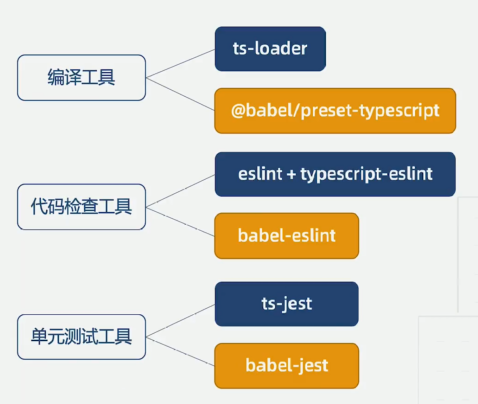 编译工具
ts-loader
@babel/preset-typescript
代码检查工具
eslint + typescript-eslint
babel-eslint
单元测试工具
ts-jest
babel-jest